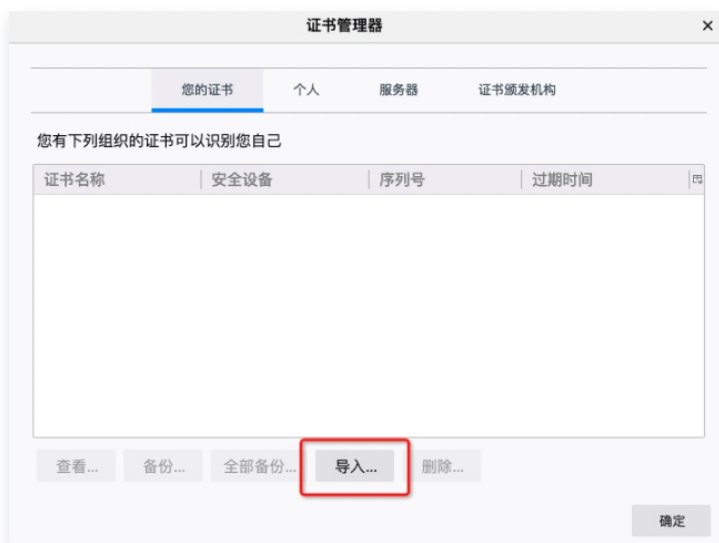 证书管理器
您的证书 个人 服务器 证书颁发机构
您有下列组织的证书可以识别您自己
证书名称 安全设备 序列号 过期时间
查看... 备份... 全部备份... 导入... 删除...
确定